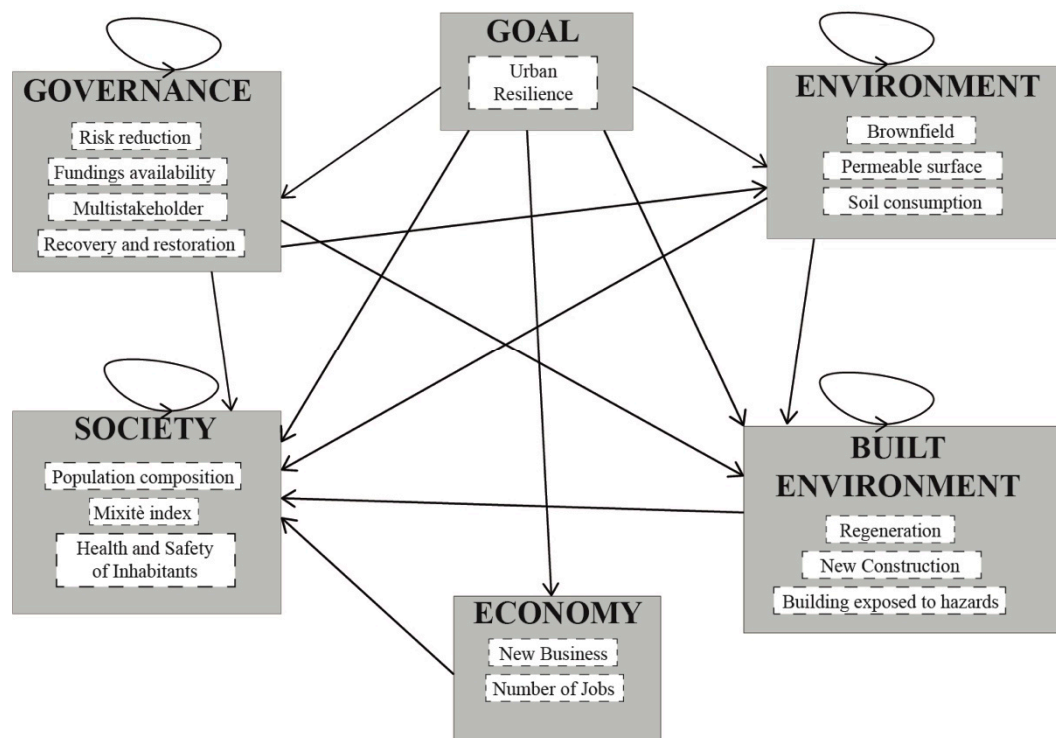 GOAL
Urban
Resilience
GOVERNANCE
Risk reduction
Fundings availability
Multistakeholder
Recovery and restoration
ENVIRONMENT
Brownfield
Permeable surface
Soil consumption
SOCIETY
Population composition
Mixitè index
Health and Safety
of Inhabitants
BUILT
ENVIRONMENT
Regeneration
New Construction
Building exposed to hazards
ECONOMY
New Business
Number of Jobs